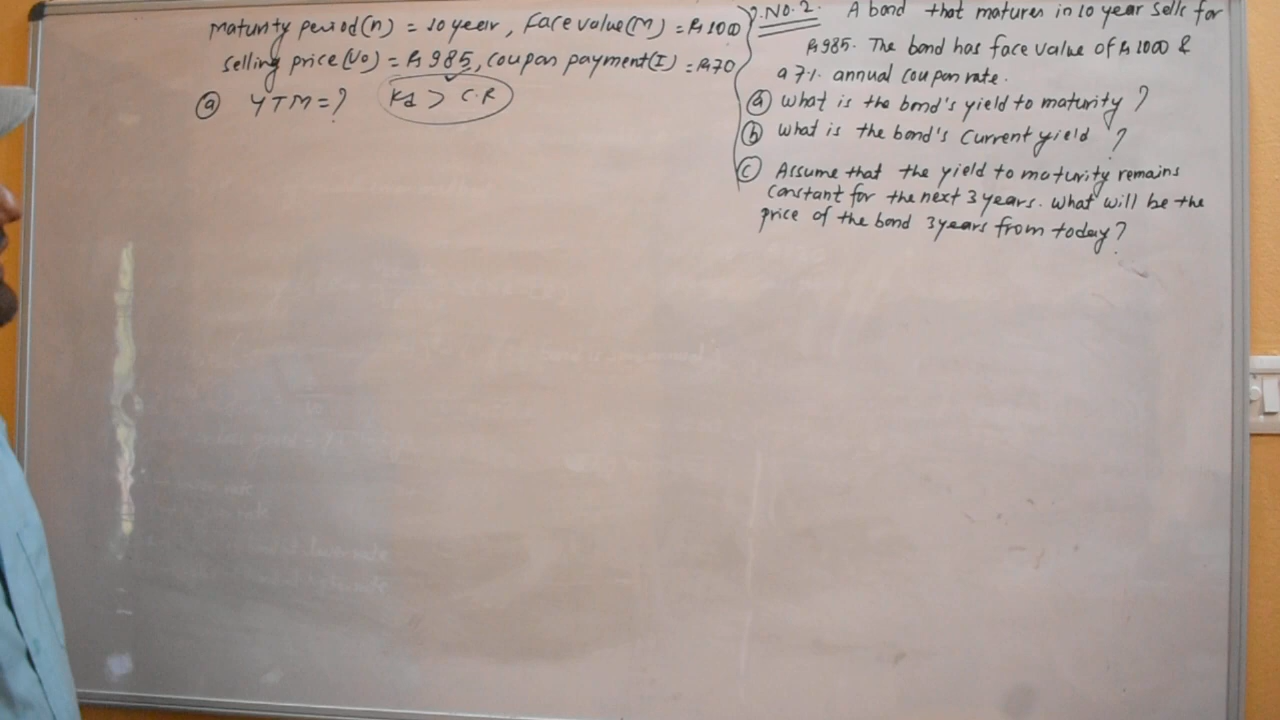 maturity period(n) = 10 year, Face value(M) = Rs 1000
selling price(V0) = Rs 985, coupon payment(I) = Rs 70
(a) YTM = ? Kd > C.R
Q.NO.2. A bond that matures in 10 year sells for
Rs 985. The bond has face value of Rs 1000 &
a 7% annual coupon rate.
(a) What is the bond's yield to maturity ?
(b) What is the bond's Current yield ?
(c) Assume that the yield to maturity remains
constant for the next 3 years. What will be the
price of the bond 3 years from today ?